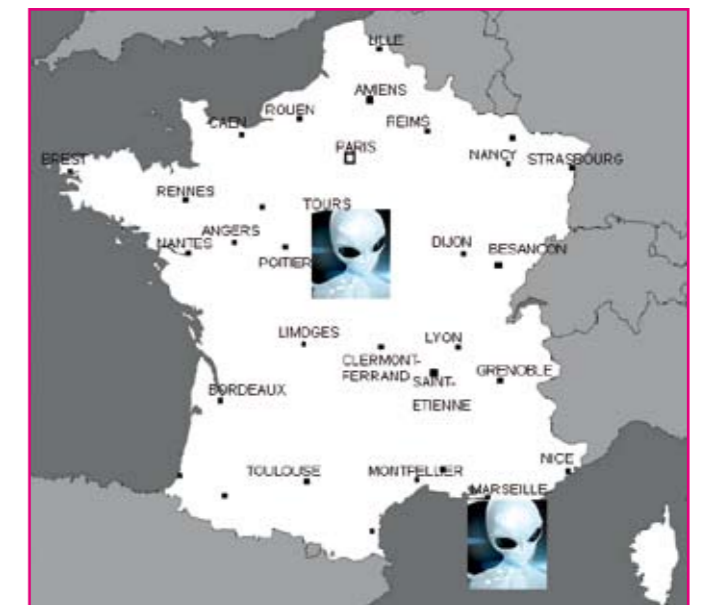 LILLE
AMIENS
ROUEN
REIMS
CAEN
PARIS
BREST
NANCY
STRASBOURG
RENNES
TOURS
ANGERS
NANTES
DIJON
BESANCON
POITIER
LIMOGES
LYON
CLERMONT-
FERRAND
SAINT-
ETIENNE
GRENOBLE
BORDEAUX
NICE
TOULOUSE
MONTPELLIER
MARSEILLE